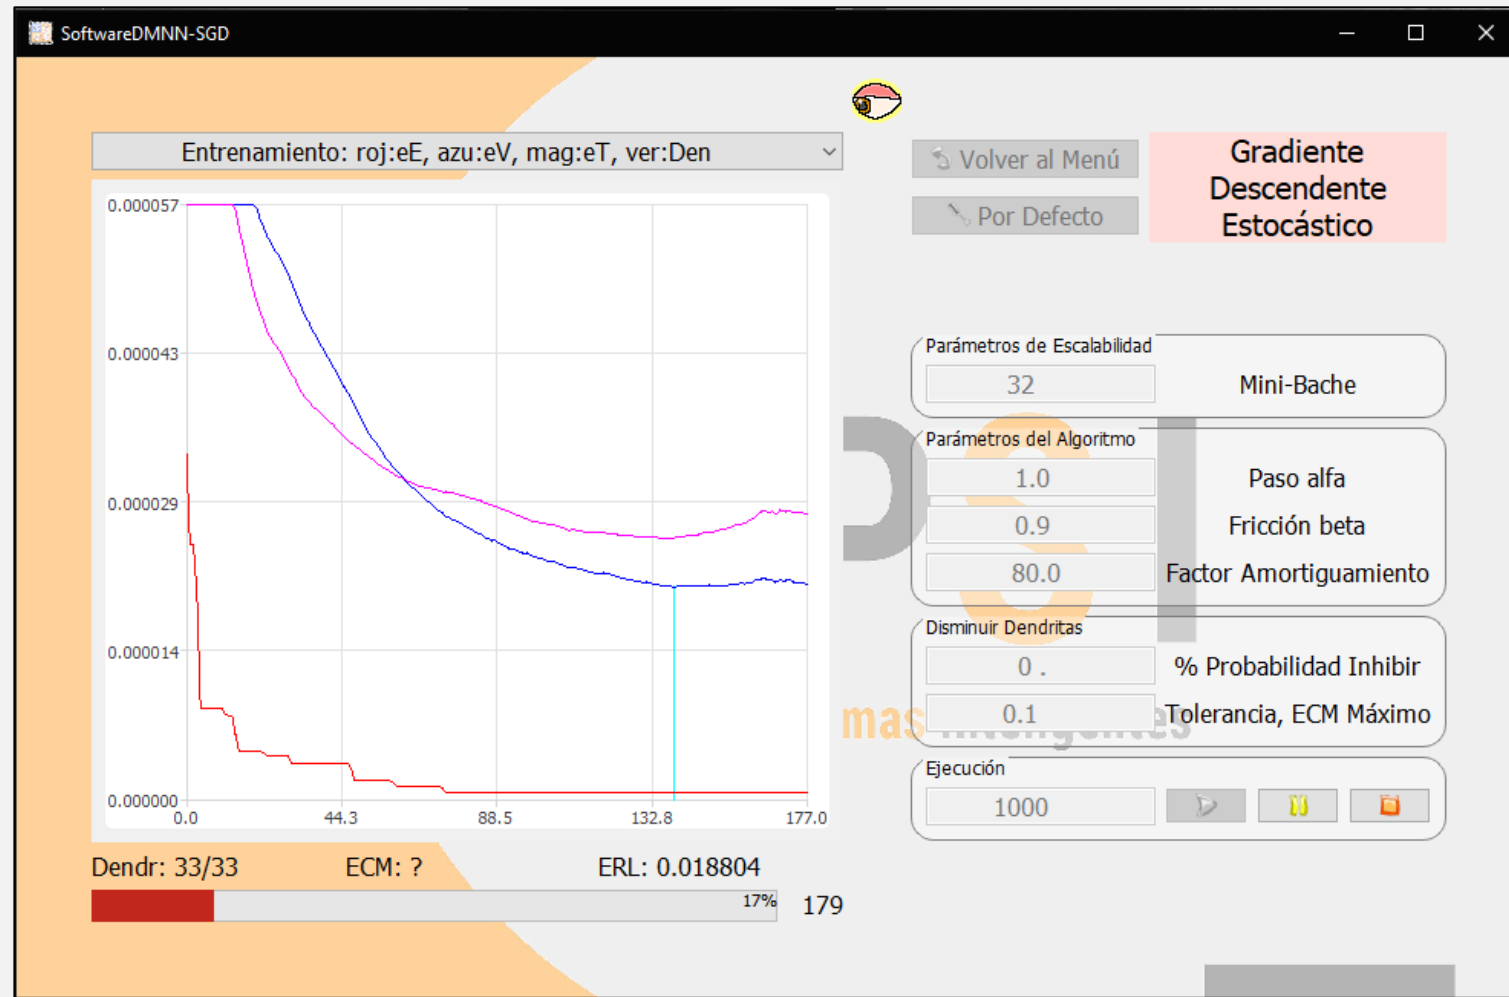 SoftwareDMNN-SGD
Entrenamiento: roj:eE, azu:eV, mag:eT, ver:Den
Volver al Menú
Por Defecto
Gradiente
Descendente
Estocástico
0.000057
0.000043
0.000029
0.000014
0.000000
0.0
44.3
88.5
132.8
177.0
Parámetros de Escalabilidad
32 Mini-Bache
Parámetros del Algoritmo
1.0 Paso alfa
0.9 Fricción beta
80.0 Factor Amortiguamiento
Disminuir Dendritas
0 . % Probabilidad Inhibir
0.1 Tolerancia, ECM Máximo
Ejecución
1000
Dendr: 33/33 ECM: ? ERL: 0.018804
17% 179